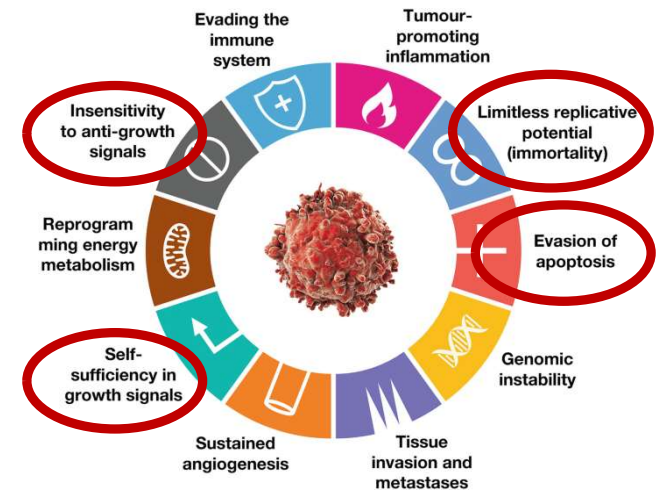 Evading the
immune
system
Tumour-
promoting
inflammation
Insensitivity
to anti-growth
signals
Limitless replicative
potential
(immortality)
Reprogram
ming energy
metabolism
Evasion of
apoptosis
Self-
sufficiency in
growth signals
Genomic
instability
Sustained
angiogenesis
Tissue
invasion and
metastases